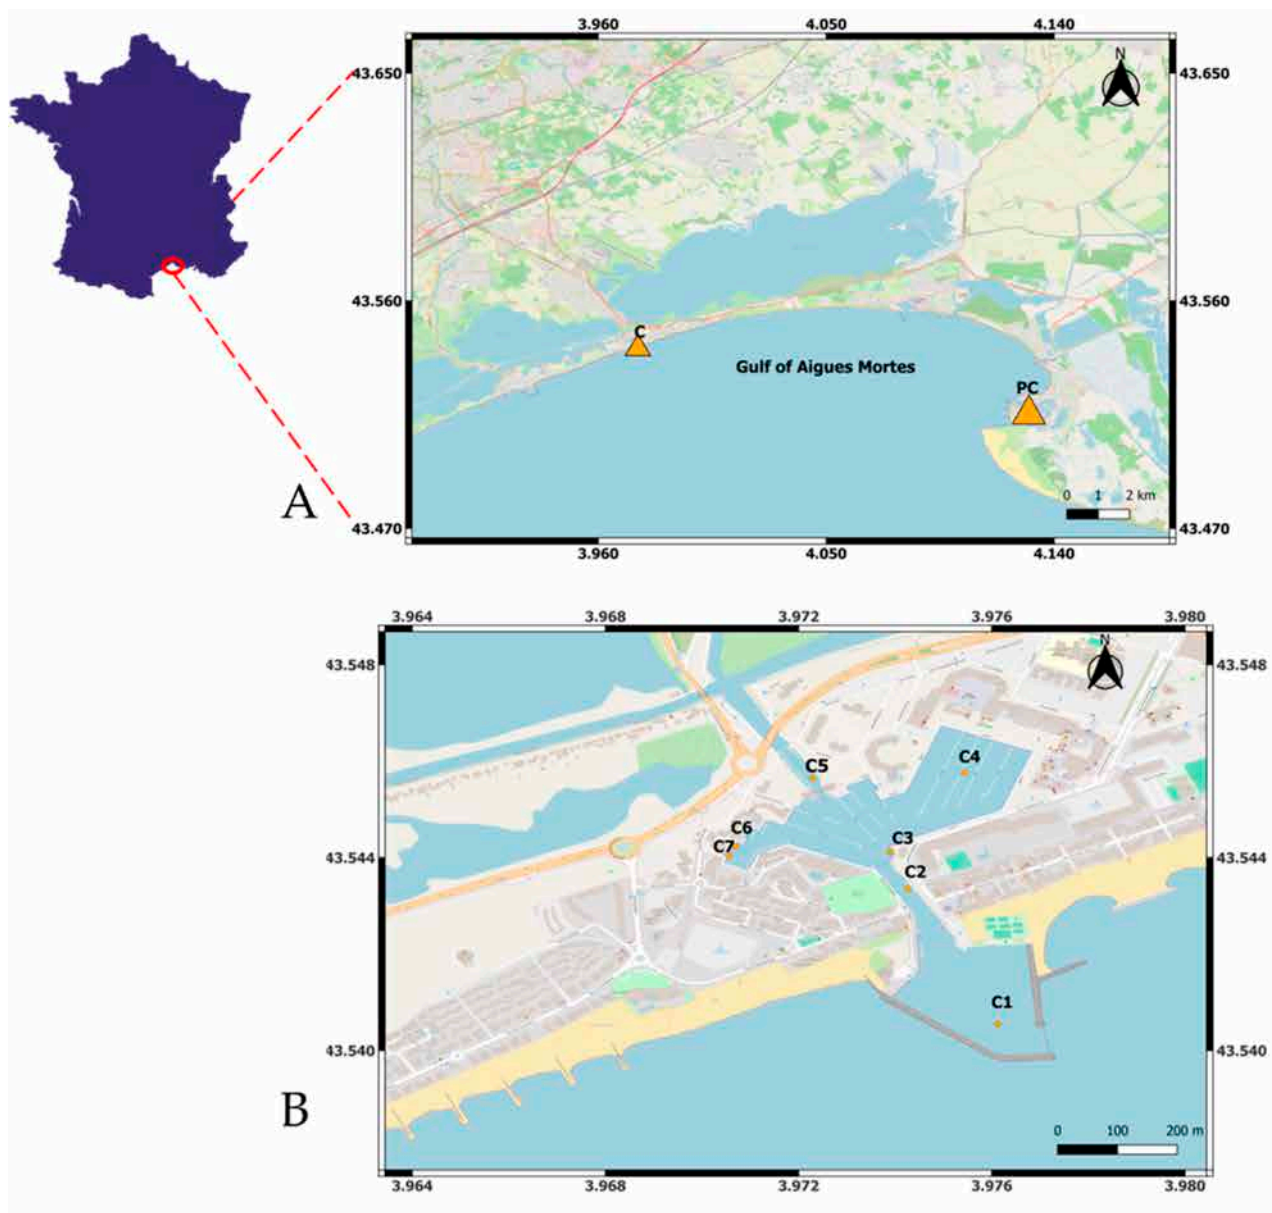 3.960 4.050 4.140
N
43.650 43.650
43.560 43.560
C
Gulf of Aigues Mortes
PC
0 1 2 km
A
43.470 43.470
3.960 4.050 4.140
3.964 3.968 3.972 3.976 3.980
N
43.548 43.548
C4
C5
C6
C3
C7
43.544 43.544
C2
C1
43.540 43.540
B
0 100 200 m
3.964 3.968 3.972 3.976 3.980